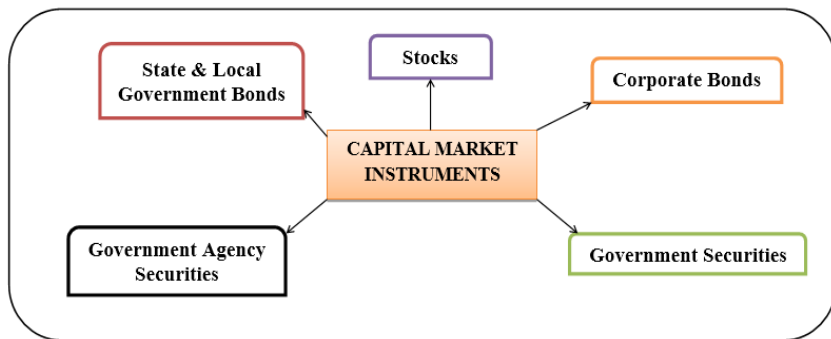 Stocks
State & Local
Government Bonds
Corporate Bonds
CAPITAL MARKET
INSTRUMENTS
Government Agency
Securities
Government Securities